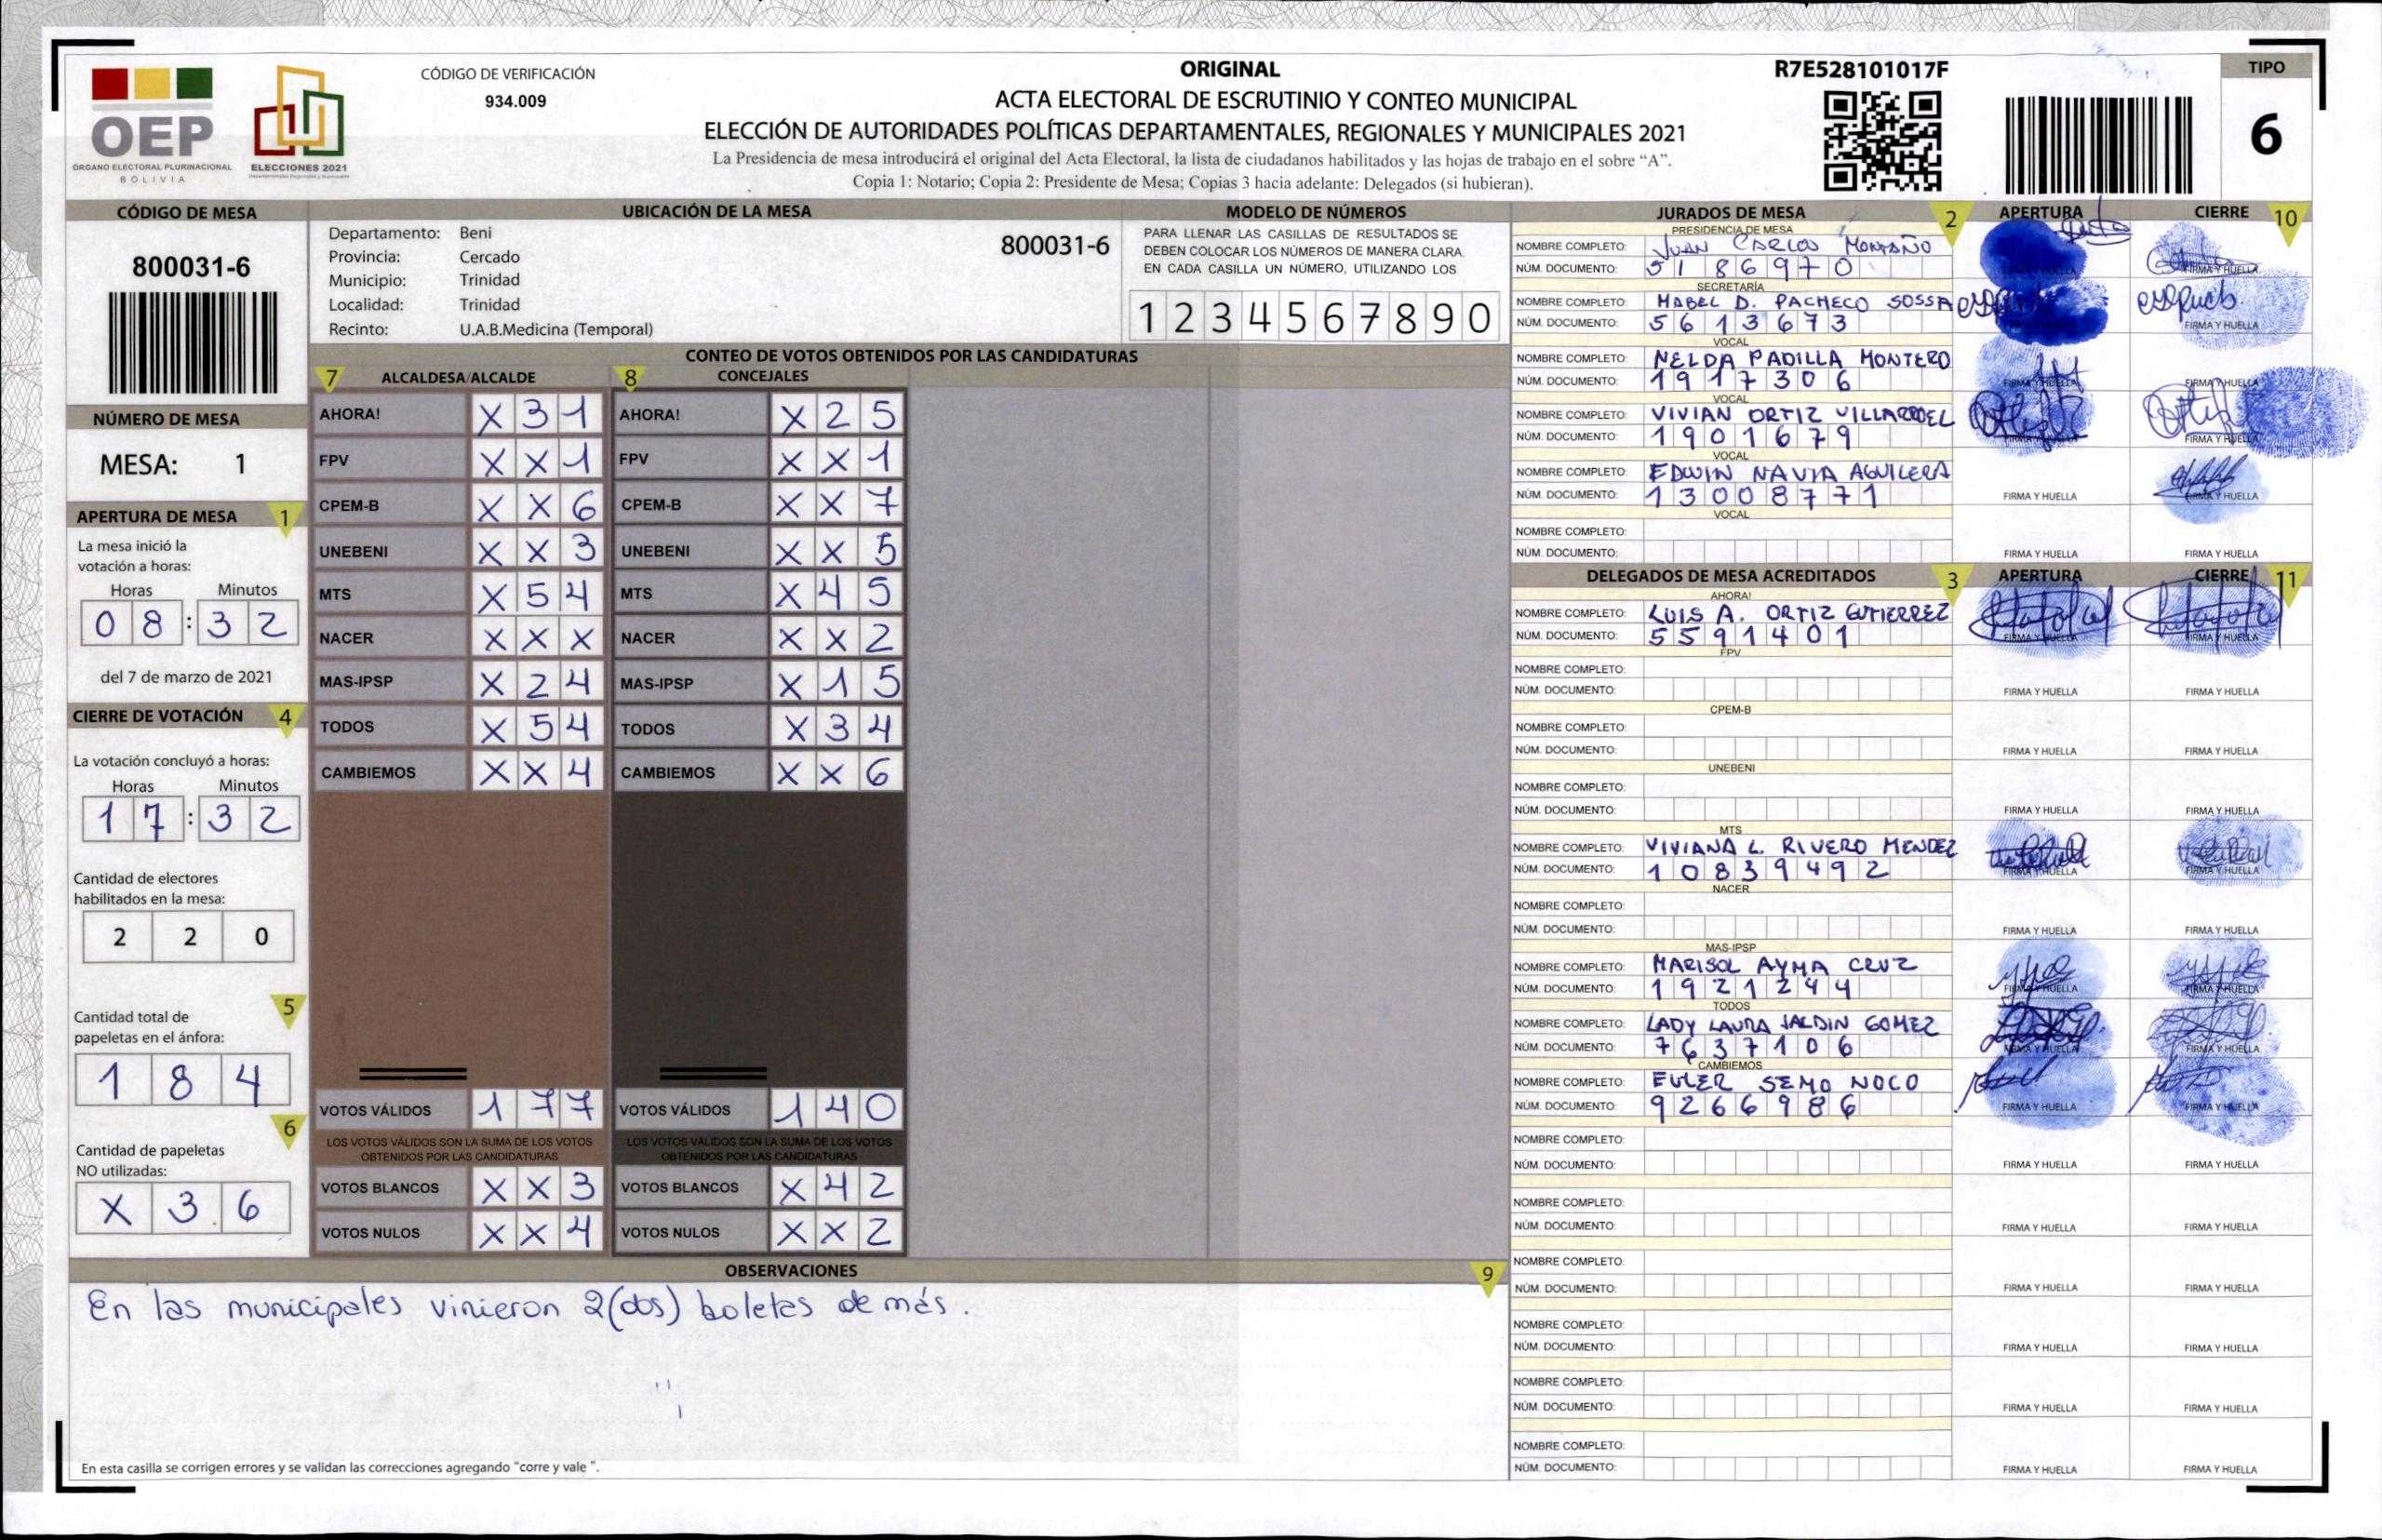 ORIGINAL
R7E528101017F
TIPO
6
CÓDIGO DE VERIFICACIÓN
934.009
OEP
ÓRGANO ELECTORAL PLURINACIONAL
BOLIVIA
ELECCIONES 2021
ACTA ELECTORAL DE ESCRUTINIO Y CONTEO MUNICIPAL
ELECCIÓN DE AUTORIDADES POLÍTICAS DEPARTAMENTALES, REGIONALES Y MUNICIPALES 2021
La Presidencia de mesa introducirá el original del Acta Electoral, la lista de ciudadanos habilitados y las hojas de trabajo en el sobre “A”.
Copia 1: Notario; Copia 2: Presidente de Mesa; Copias 3 hacia adelante: Delegados (si hubieran).
CÓDIGO DE MESA
800031-6
NÚMERO DE MESA
MESA: 1
APERTURA DE MESA 1
La mesa inició la
votación a horas:
Horas Minutos
0 8 : 3 2
del 7 de marzo de 2021
CIERRE DE VOTACIÓN 4
La votación concluyó a horas:
Horas Minutos
1 7 : 3 2
Cantidad de electores
habilitados en la mesa:
2 2 0
5
Cantidad total de
papeletas en el ánfora:
1 8 4
6
Cantidad de papeletas
NO utilizadas:
X 3 6
UBICACIÓN DE LA MESA
Departamento: Beni
800031-6
Provincia: Cercado
Municipio: Trinidad
Localidad: Trinidad
Recinto: U.A.B.Medicina (Temporal)
MODELO DE NÚMEROS
PARA LLENAR LAS CASILLAS DE RESULTADOS SE
DEBEN COLOCAR LOS NÚMEROS DE MANERA CLARA.
EN CADA CASILLA UN NÚMERO, UTILIZANDO LOS
1 2 3 4 5 6 7 8 9 0
CONTEO DE VOTOS OBTENIDOS POR LAS CANDIDATURAS
7 ALCALDESA/ALCALDE
8 CONCEJALES
AHORA! X 3 1 AHORA! X 2 5
FPV X X 1 FPV X X 1
CPEM-B X X 6 CPEM-B X X 7
UNEBENI X X 3 UNEBENI X X 5
MTS X 5 4 MTS X 4 5
NACER X X X NACER X X 2
MAS-IPSP X 2 4 MAS-IPSP X 1 5
TODOS X 5 4 TODOS X 3 4
CAMBIEMOS X X 4 CAMBIEMOS X X 6
VOTOS VÁLIDOS 1 7 7 VOTOS VÁLIDOS 1 4 0
LOS VOTOS VÁLIDOS SON LA SUMA DE LOS VOTOS
OBTENIDOS POR LAS CANDIDATURAS
LOS VOTOS VÁLIDOS SON LA SUMA DE LOS VOTOS
OBTENIDOS POR LAS CANDIDATURAS
VOTOS BLANCOS X X 3 VOTOS BLANCOS X 4 2
VOTOS NULOS X X 4 VOTOS NULOS X X 2
OBSERVACIONES 9
En las municipales vinieron 2(dos) boletas de más.
En esta casilla se corrigen errores y se validan las correcciones agregando “corre y vale ”.
JURADOS DE MESA 2 APERTURA CIERRE 10
PRESIDENCIA DE MESA
NOMBRE COMPLETO: JUAN CARLOS MONTAÑO
NÚM. DOCUMENTO: 5186970
FIRMA Y HUELLA
SECRETARÍA
NOMBRE COMPLETO: MABEL D. PACHECO SOSSA
NÚM. DOCUMENTO: 5613673
FIRMA Y HUELLA
VOCAL
NOMBRE COMPLETO: NELDA PADILLA MONTERO
NÚM. DOCUMENTO: 1917306
FIRMA Y HUELLA FIRMA Y HUELLA
VOCAL
NOMBRE COMPLETO: VIVIAN ORTIZ VILLARROEL
NÚM. DOCUMENTO: 1901679
FIRMA Y HUELLA FIRMA Y HUELLA
VOCAL
NOMBRE COMPLETO: EDWIN NAVIA AGUILERA
NÚM. DOCUMENTO: 13008771
FIRMA Y HUELLA FIRMA Y HUELLA
VOCAL
NOMBRE COMPLETO:
NÚM. DOCUMENTO:
FIRMA Y HUELLA FIRMA Y HUELLA
DELEGADOS DE MESA ACREDITADOS 3 APERTURA CIERRE 11
AHORA!
NOMBRE COMPLETO: LUIS A. ORTIZ GUTIERREZ
NÚM. DOCUMENTO: 5591401
FIRMA Y HUELLA FIRMA Y HUELLA
FPV
NOMBRE COMPLETO:
NÚM. DOCUMENTO:
FIRMA Y HUELLA FIRMA Y HUELLA
CPEM-B
NOMBRE COMPLETO:
NÚM. DOCUMENTO:
FIRMA Y HUELLA FIRMA Y HUELLA
UNEBENI
NOMBRE COMPLETO:
NÚM. DOCUMENTO:
FIRMA Y HUELLA FIRMA Y HUELLA
MTS
NOMBRE COMPLETO: VIVIANA L. RIVERO MENDEZ
NÚM. DOCUMENTO: 10839492
FIRMA Y HUELLA FIRMA Y HUELLA
NACER
NOMBRE COMPLETO:
NÚM. DOCUMENTO:
FIRMA Y HUELLA FIRMA Y HUELLA
MAS-IPSP
NOMBRE COMPLETO: MARISOL AYMA CRUZ
NÚM. DOCUMENTO: 1921244
FIRMA Y HUELLA FIRMA Y HUELLA
TODOS
NOMBRE COMPLETO: LADY LAURA JALDIN GOMEZ
NÚM. DOCUMENTO: 7637106
FIRMA Y HUELLA FIRMA Y HUELLA
CAMBIEMOS
NOMBRE COMPLETO: EULER SEMO NOCO
NÚM. DOCUMENTO: 9266986
FIRMA Y HUELLA FIRMA Y HUELLA
NOMBRE COMPLETO:
NÚM. DOCUMENTO:
FIRMA Y HUELLA FIRMA Y HUELLA
NOMBRE COMPLETO:
NÚM. DOCUMENTO:
FIRMA Y HUELLA FIRMA Y HUELLA
NOMBRE COMPLETO:
NÚM. DOCUMENTO:
FIRMA Y HUELLA FIRMA Y HUELLA
NOMBRE COMPLETO:
NÚM. DOCUMENTO:
FIRMA Y HUELLA FIRMA Y HUELLA
NOMBRE COMPLETO:
NÚM. DOCUMENTO:
FIRMA Y HUELLA FIRMA Y HUELLA
NOMBRE COMPLETO:
NÚM. DOCUMENTO:
FIRMA Y HUELLA FIRMA Y HUELLA